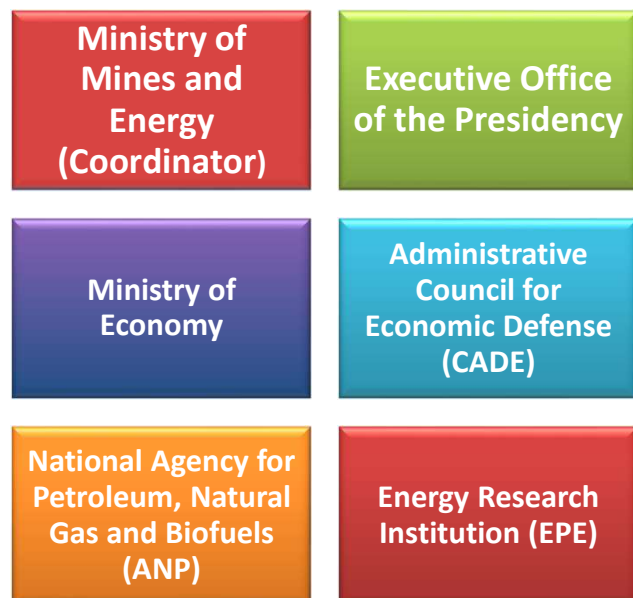 Ministry of
Mines and
Energy
(Coordinator)
Executive Office
of the Presidency
Ministry of
Economy
Administrative
Council for
Economic Defense
(CADE)
National Agency for
Petroleum, Natural
Gas and Biofuels
(ANP)
Energy Research
Institution (EPE)